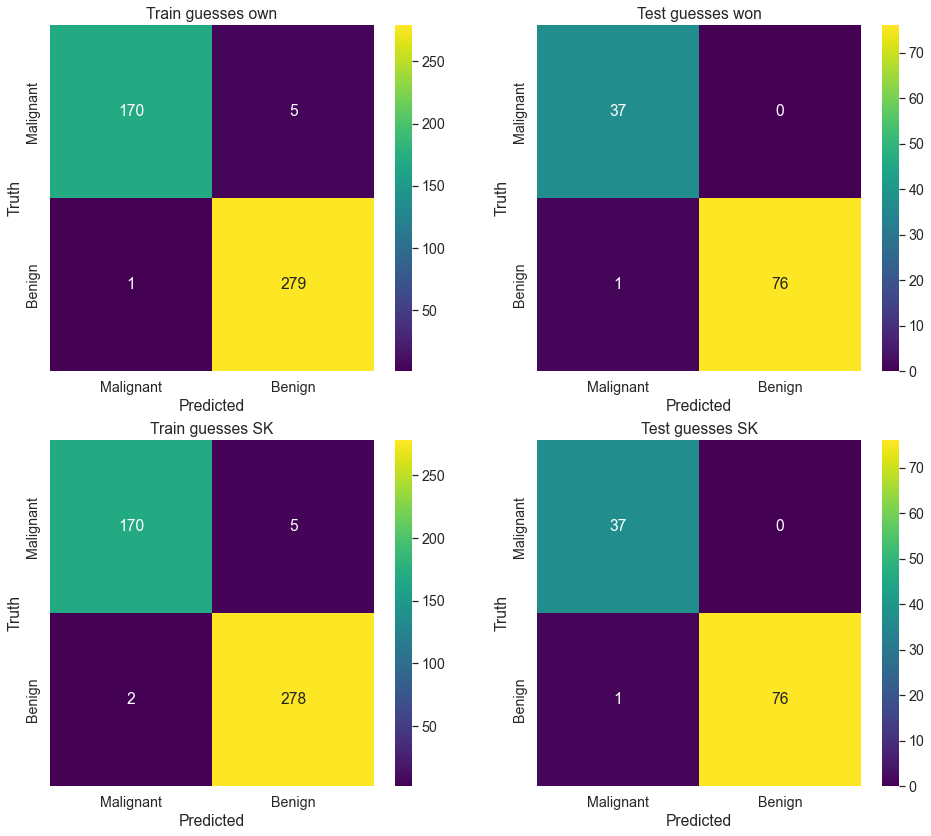 Train guesses own
Malignant
Benign
Truth
170
5
1
279
Malignant
Benign
Predicted
250
200
150
100
50
Test guesses won
Malignant
Benign
Truth
37
0
1
76
Malignant
Benign
Predicted
70
60
50
40
30
20
10
0
Train guesses SK
Malignant
Benign
Truth
170
5
2
278
Malignant
Benign
Predicted
250
200
150
100
50
Test guesses SK
Malignant
Benign
Truth
37
0
1
76
Malignant
Benign
Predicted
70
60
50
40
30
20
10
0